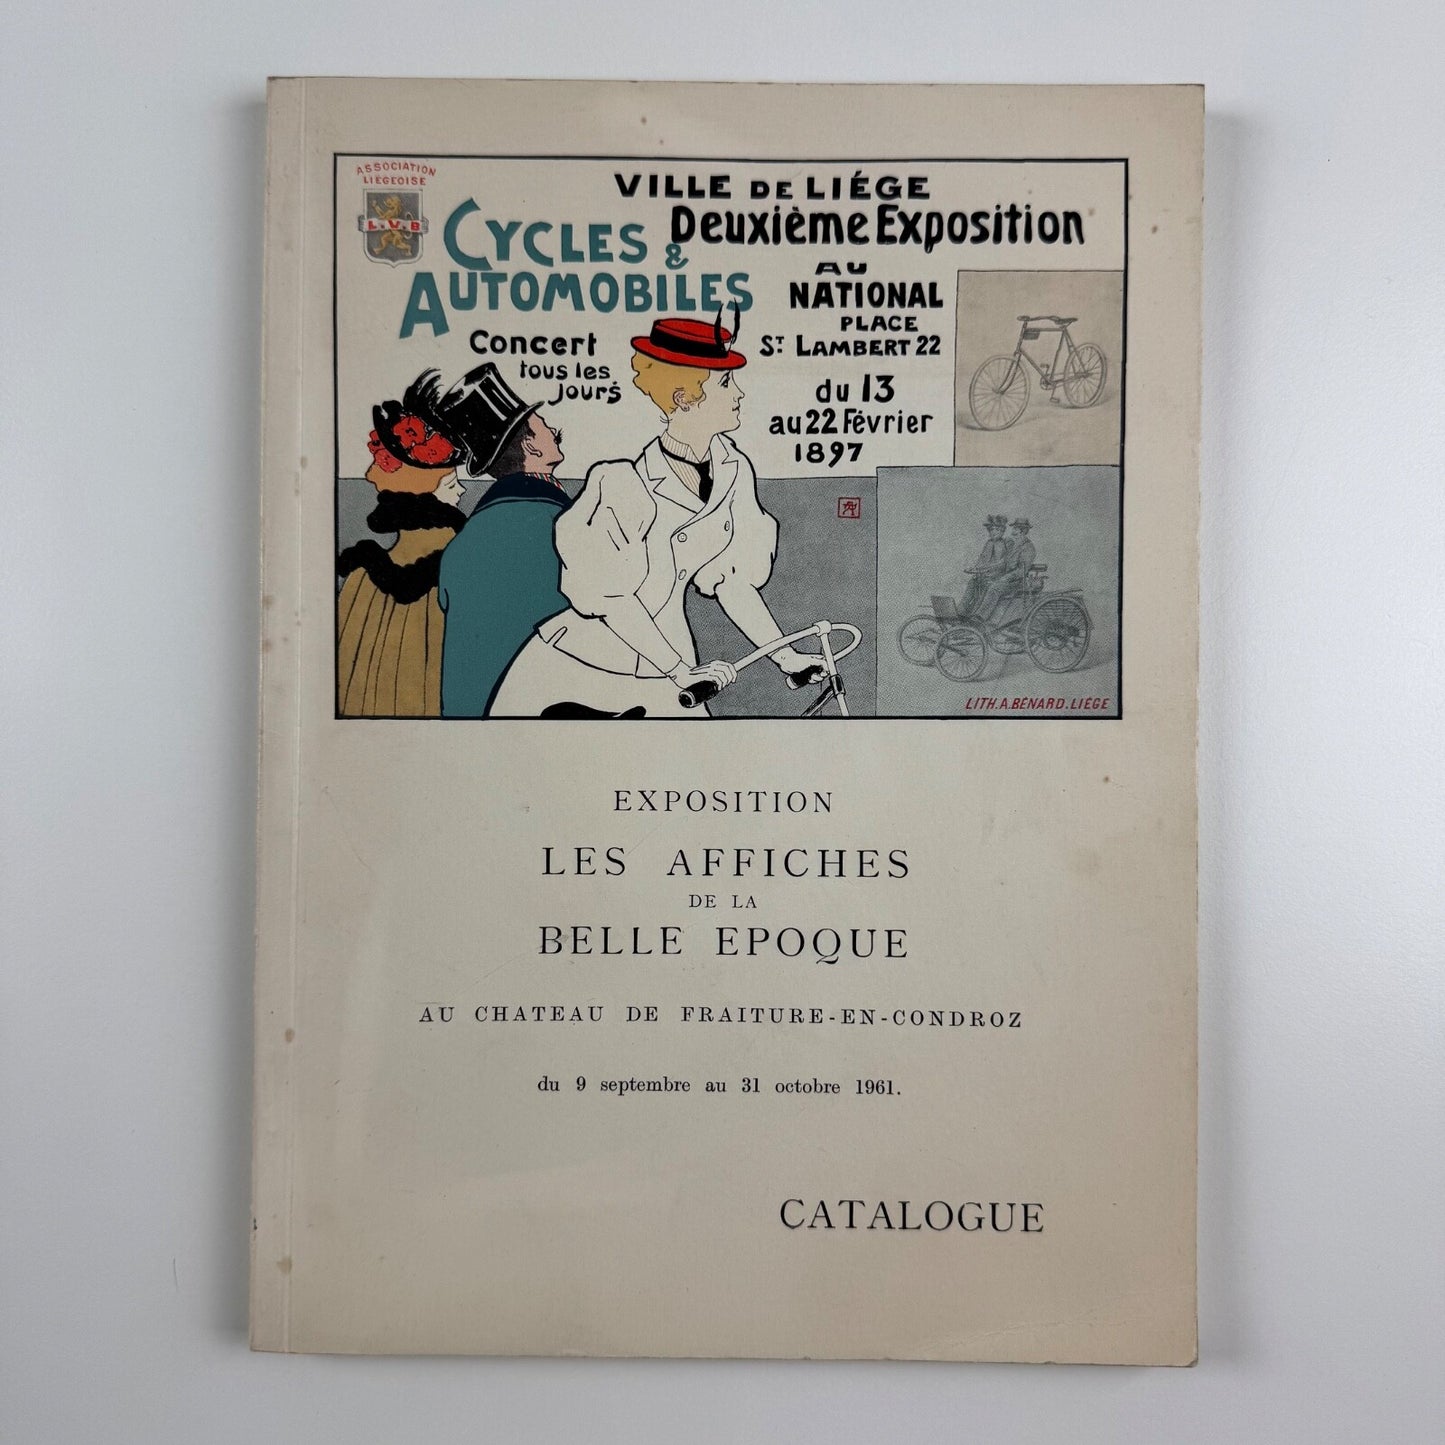 ASSOCIATION
LIÉGEOISE
L.V.B
VILLE DE LIÉGE
Deuxième Exposition
CYCLES &
AUTOMOBILES
AU
NATIONAL
PLACE
ST LAMBERT 22
Concert
tous les
jours
du 13
au 22 Février
1897
LITH. A. BÉNARD. LIÉGE
EXPOSITION
LES AFFICHES
DE LA
BELLE EPOQUE
AU CHATEAU DE FRAITURE-EN-CONDROZ
du 9 septembre au 31 octobre 1961.
CATALOGUE